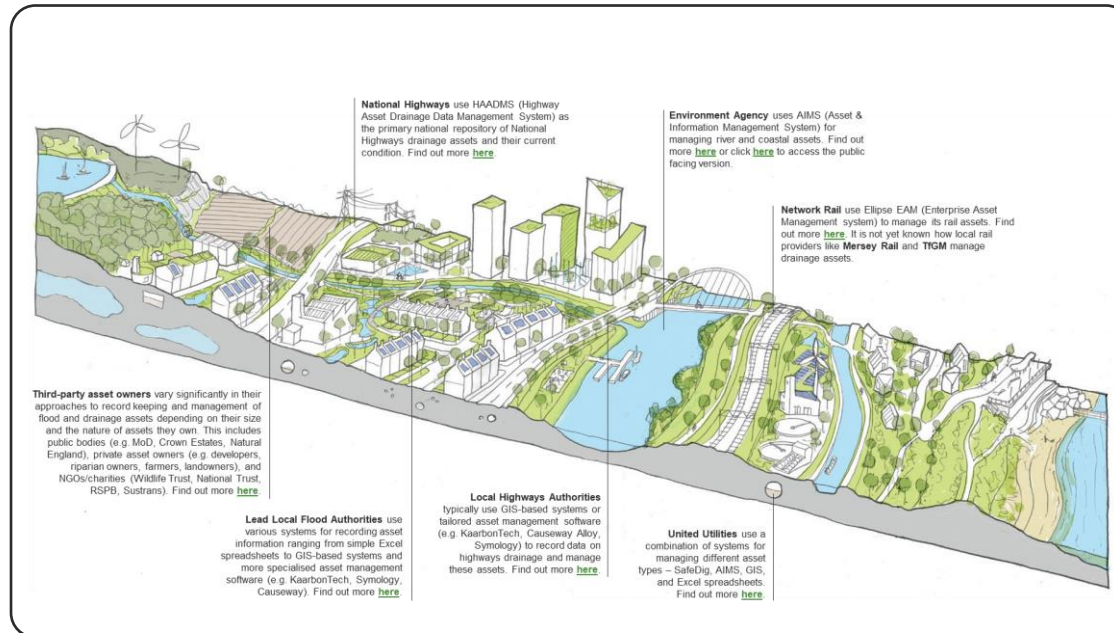 National Highways use HAADMS (Highway
Asset Drainage Data Management System) as
the primary national repository of National
Highways drainage assets and their current
condition. Find out more here.
Environment Agency uses AIMS (Asset &
Information Management System) for
managing river and coastal assets. Find out
more here or click here to access the public
facing version.
Network Rail use Ellipse EAM (Enterprise Asset
Management system) to manage its rail assets. Find
out more here. It is not yet known how local rail
providers like Mersey Rail and TfGM manage
drainage assets.
Third-party asset owners vary significantly in their
approaches to record keeping and management of
flood and drainage assets depending on their size
and the nature of assets they own. This includes
public bodies (e.g. MoD, Crown Estates, Natural
England), private asset owners (e.g. developers,
riparian owners, farmers, landowners), and
NGOs/charities (Wildlife Trust, National Trust,
RSPB, Sustrans). Find out more here.
Lead Local Flood Authorities use
various systems for recording asset
information ranging from simple Excel
spreadsheets to GIS-based systems and
more specialised asset management
software (e.g. KaarbonTech, Symology,
Causeway). Find out more here.
Local Highways Authorities
typically use GIS-based systems or
tailored asset management software
(e.g. KaarbonTech, Causeway Alloy,
Symology) to record data on
highways drainage and manage
these assets. Find out more here.
United Utilities use a
combination of systems for
managing different asset
types – SafeDig, AIMS, GIS,
and Excel spreadsheets.
Find out more here.